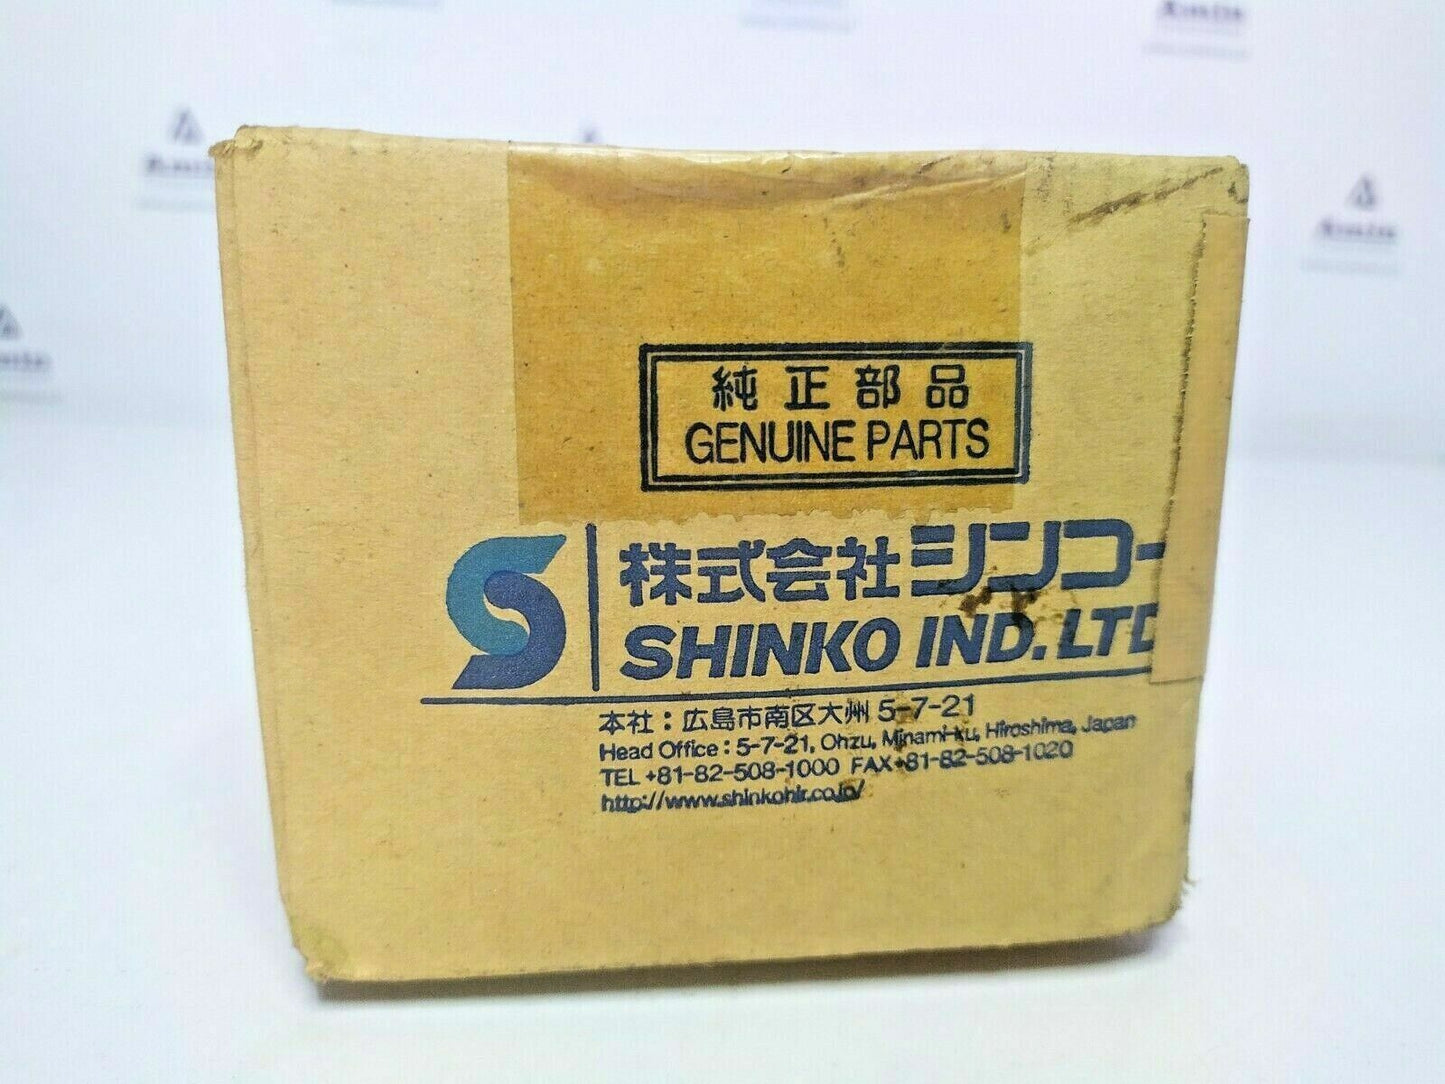 純正部品
GENUINE PARTS
株式会社シンコー
SHINKO IND. LTD
本社：広島市南区大州 5-7-21
Head Office : 5-7-21, Ohzu, Minami-ku, Hiroshima, Japan
TEL +81-82-508-1000 FAX+81-82-508-1020
http://www.shinkohir.co.jp/